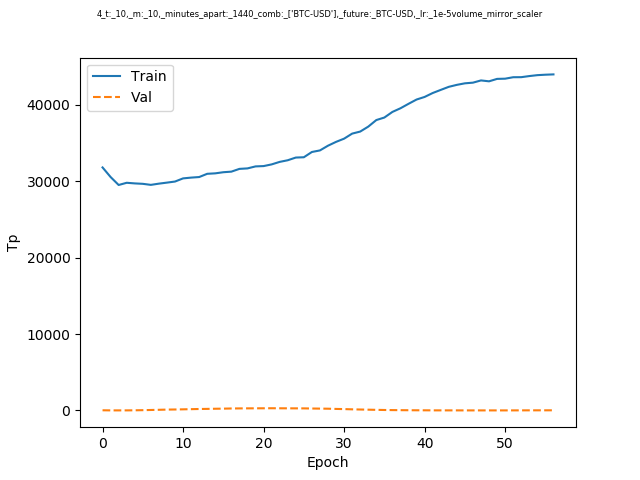 4_t:_10,_m:_10,_minutes_apart:_1440_comb:_['BTC-USD'],_future:_BTC-USD,_lr:_1e-5volume_mirror_scaler
Train
Val
40000
30000
20000
10000
0
Tp
0 10 20 30 40 50
Epoch